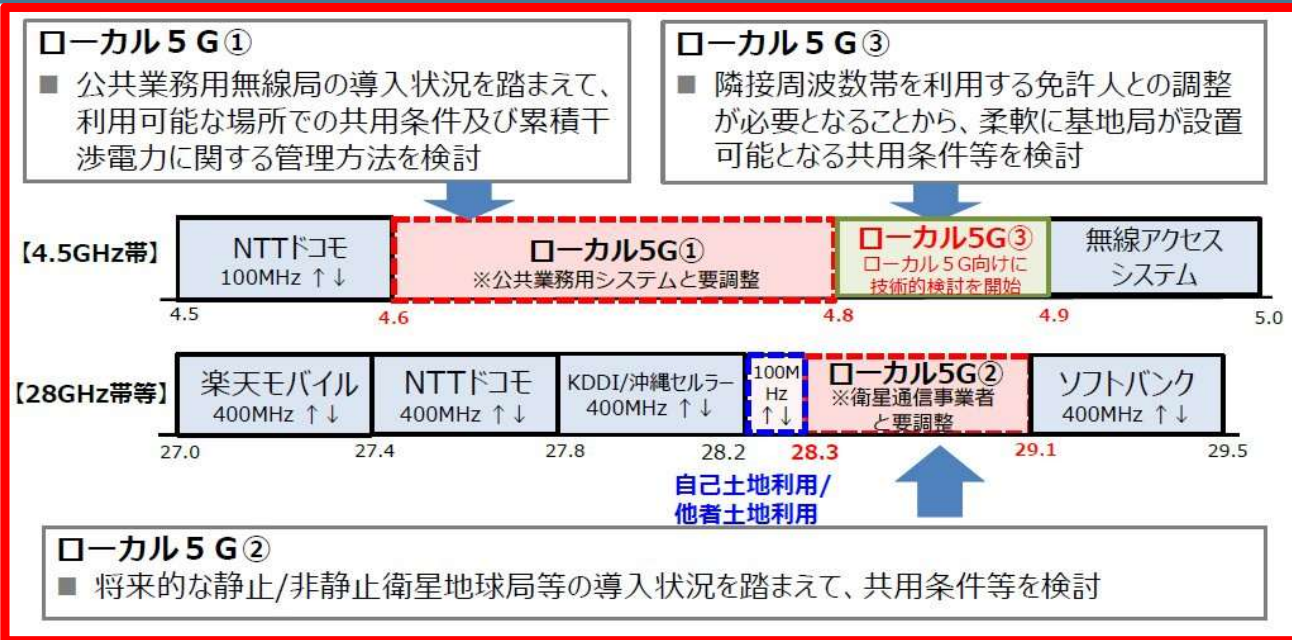 ローカル５Ｇ①
■ 公共業務用無線局の導入状況を踏まえて、
利用可能な場所での共用条件及び累積干
渉電力に関する管理方法を検討
ローカル５Ｇ③
■ 隣接周波数帯を利用する免許人との調整
が必要となることから、柔軟に基地局が設置
可能となる共用条件等を検討
【4.5GHz帯】
NTTドコモ
100MHz ↑↓
ローカル5G①
※公共業務用システムと要調整
ローカル5G③
ローカル５G向けに
技術的検討を開始
無線アクセス
システム
4.5
4.6
4.8
4.9
5.0
【28GHz帯等】
楽天モバイル
400MHz ↑↓
NTTドコモ
400MHz ↑↓
KDDI/沖縄セルラー
400MHz ↑↓
100M
Hz
↑↓
ローカル5G②
※衛星通信事業者
と要調整
ソフトバンク
400MHz ↑↓
27.0
27.4
27.8
28.2
28.3
29.1
29.5
自己土地利用/
他者土地利用
ローカル５Ｇ②
■ 将来的な静止/非静止衛星地球局等の導入状況を踏まえて、共用条件等を検討